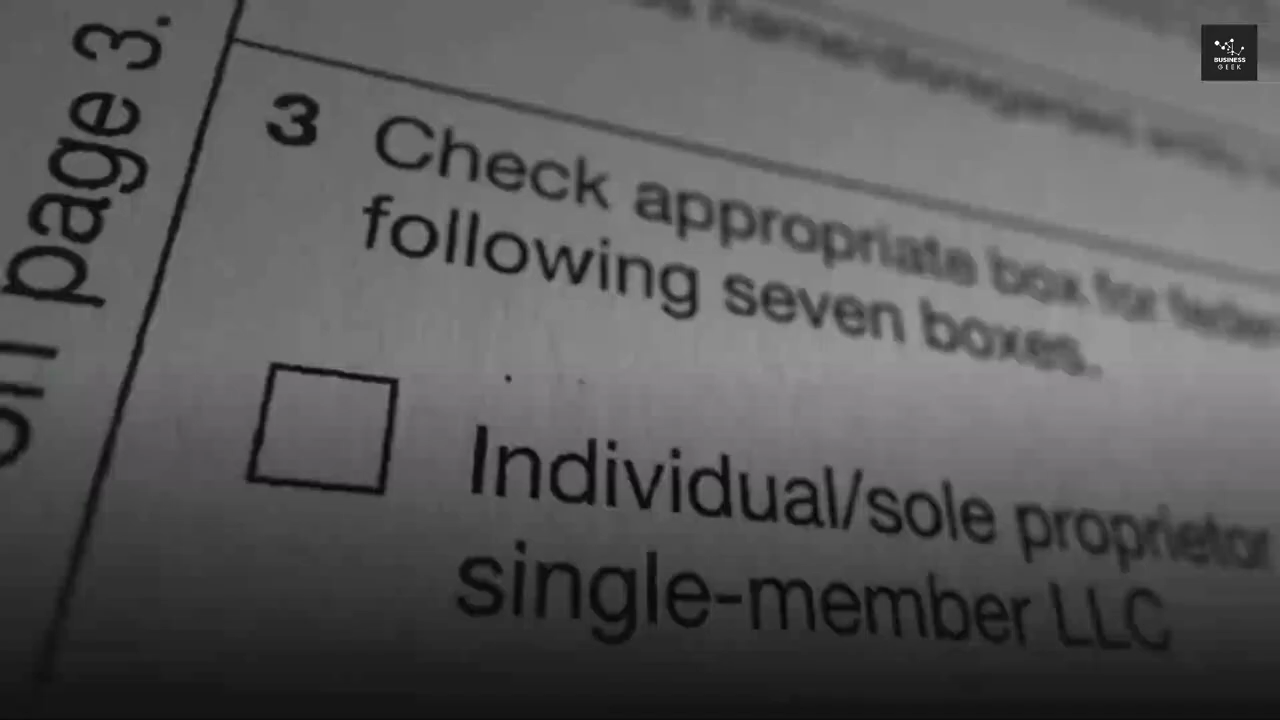 on page 3.
3 Check appropriate box for
following seven boxes.
Individual/sole proprietor
single-member LLC
BUSINESS
GEEK